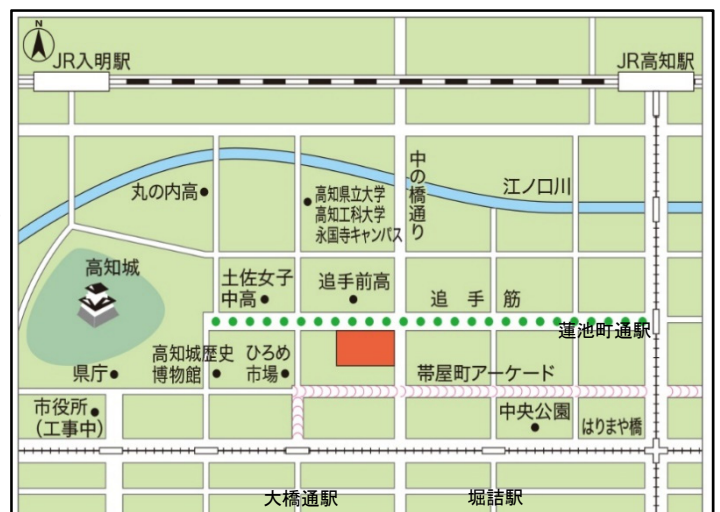 N
JR入明駅
JR高知駅
中の橋通り
江ノ口川
丸の内高
高知県立大学
高知工科大学
永国寺キャンパス
高知城
土佐女子
中高
追手前高
追手筋
蓮池町通駅
高知城歴史
博物館
ひろめ
市場
帯屋町アーケード
県庁
市役所
(工事中)
中央公園
はりまや橋
大橋通駅
堀詰駅